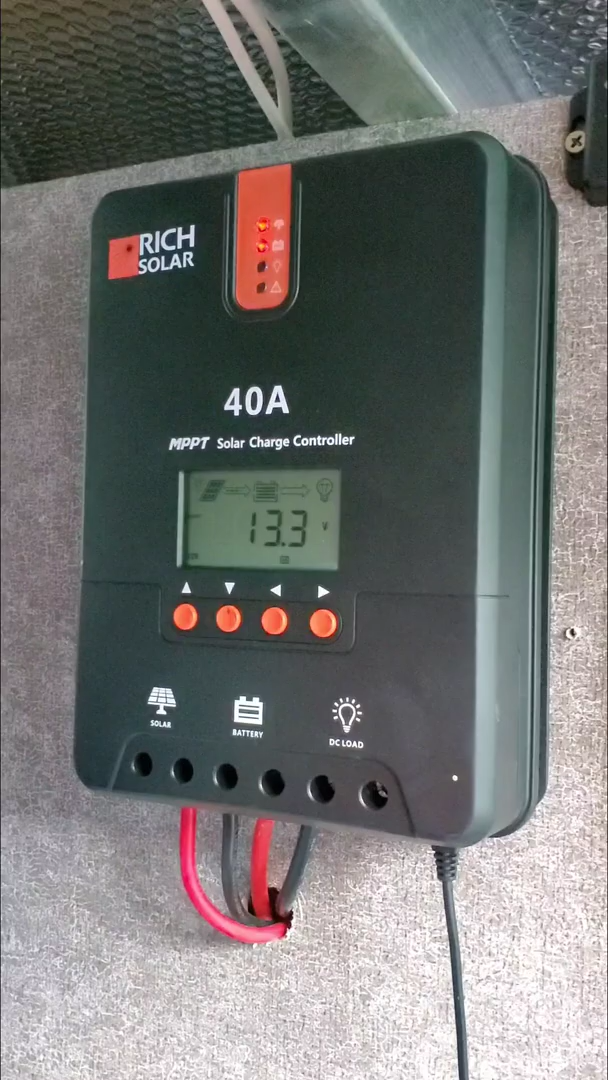 RICH
SOLAR
40A
MPPT Solar Charge Controller
13.3 V
SOLAR
BATTERY
DC LOAD